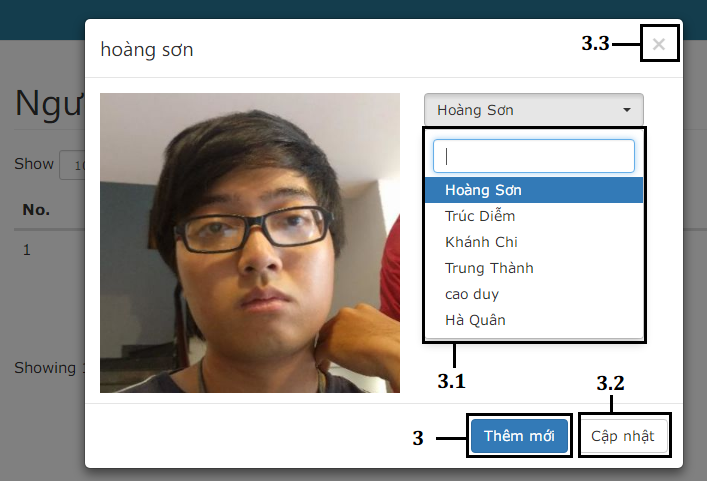 hoàng sơn
3.3
×
Ngư
Hoàng Sơn
Show 10
No.
Hoàng Sơn
Trúc Diễm
1
Khánh Chi
Trung Thành
cao duy
Hà Quân
Showing
3.1
3.2
3
Thêm mới
Cập nhật